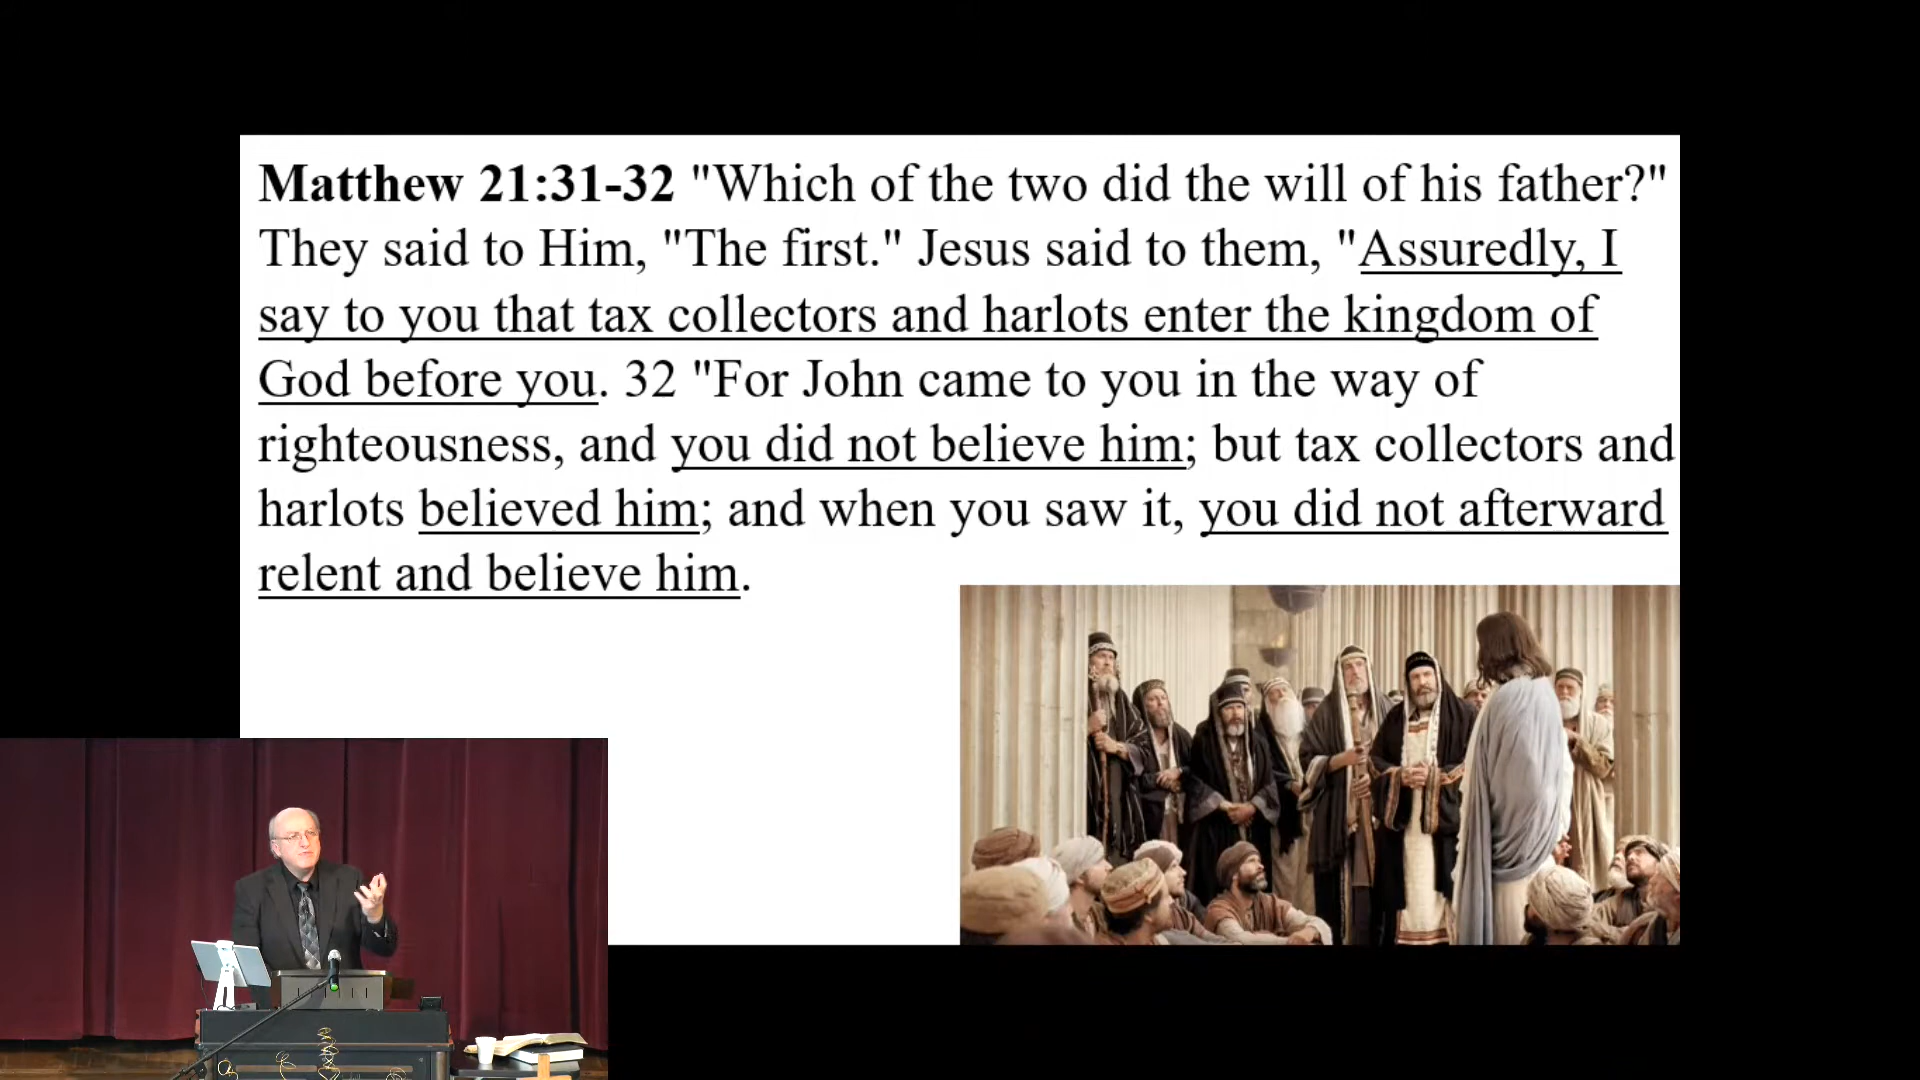 Matthew 21:31-32 "Which of the two did the will of his father?"
They said to Him, "The first." Jesus said to them, "Assuredly, I
say to you that tax collectors and harlots enter the kingdom of
God before you. 32 "For John came to you in the way of
righteousness, and you did not believe him; but tax collectors and
harlots believed him; and when you saw it, you did not afterward
relent and believe him.